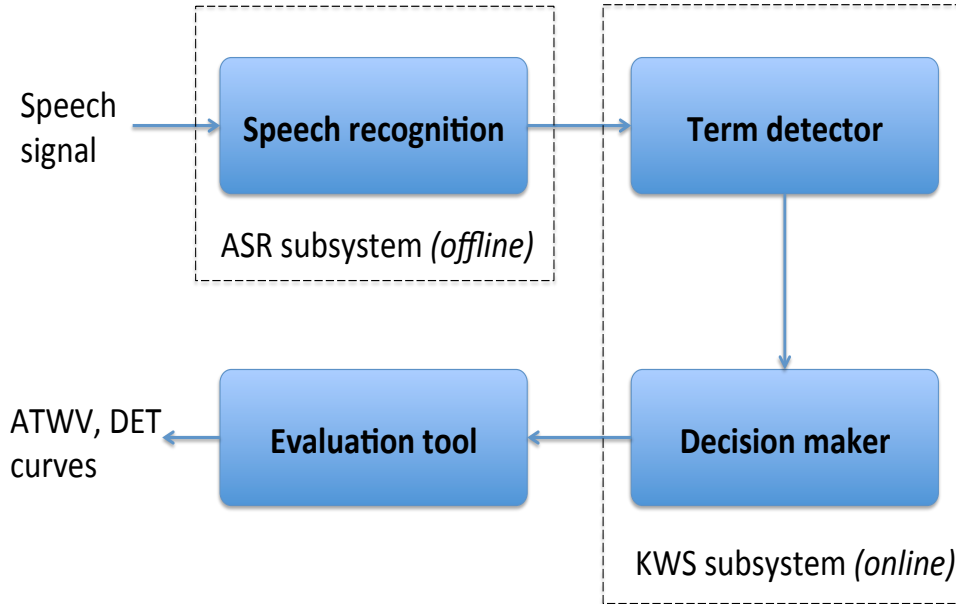 Speech
signal
Speech recognition
Term detector
ASR subsystem (offline)
ATWV, DET
curves
Evaluation tool
Decision maker
KWS subsystem (online)